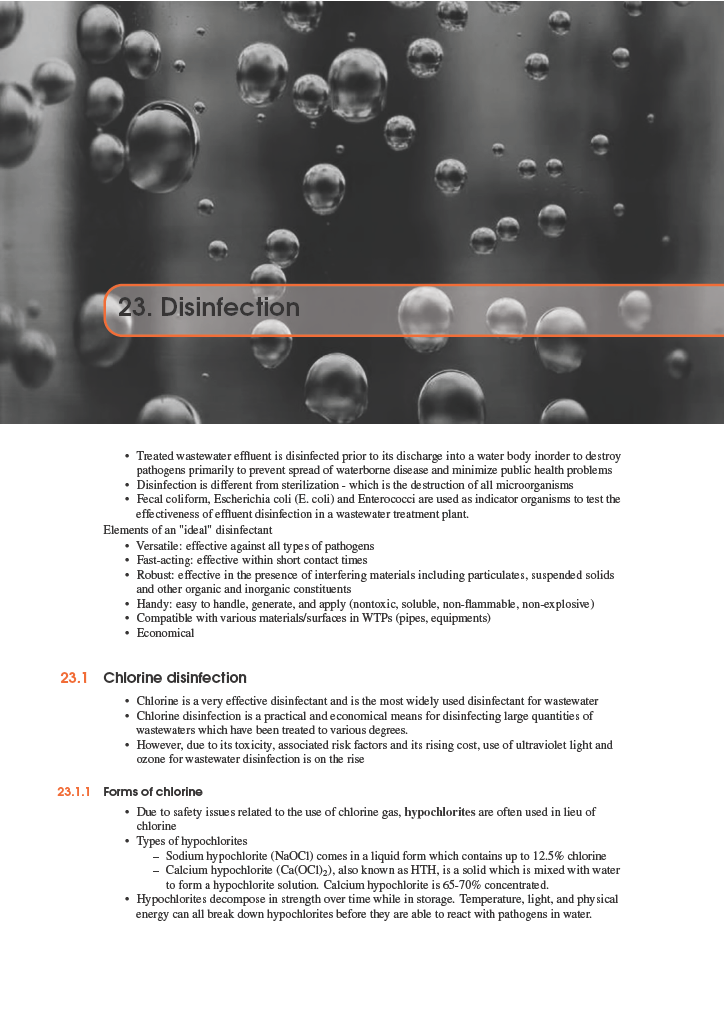 23. Disinfection
• Treated wastewater effluent is disinfected prior to its discharge into a water body inorder to destroy
pathogens primarily to prevent spread of waterborne disease and minimize public health problems
• Disinfection is different from sterilization - which is the destruction of all microorganisms
• Fecal coliform, Escherichia coli (E. coli) and Enterococci are used as indicator organisms to test the
effectiveness of effluent disinfection in a wastewater treatment plant.
Elements of an "ideal" disinfectant
• Versatile: effective against all types of pathogens
• Fast-acting: effective within short contact times
• Robust: effective in the presence of interfering materials including particulates, suspended solids
and other organic and inorganic constituents
• Handy: easy to handle, generate, and apply (nontoxic, soluble, non-flammable, non-explosive)
• Compatible with various materials/surfaces in WTPs (pipes, equipments)
• Economical
23.1 Chlorine disinfection
• Chlorine is a very effective disinfectant and is the most widely used disinfectant for wastewater
• Chlorine disinfection is a practical and economical means for disinfecting large quantities of
wastewaters which have been treated to various degrees.
• However, due to its toxicity, associated risk factors and its rising cost, use of ultraviolet light and
ozone for wastewater disinfection is on the rise
23.1.1 Forms of chlorine
• Due to safety issues related to the use of chlorine gas, hypochlorites are often used in lieu of
chlorine
• Types of hypochlorites
– Sodium hypochlorite (NaOCl) comes in a liquid form which contains up to 12.5% chlorine
– Calcium hypochlorite (Ca(OCl)₂), also known as HTH, is a solid which is mixed with water
to form a hypochlorite solution. Calcium hypochlorite is 65-70% concentrated.
• Hypochlorites decompose in strength over time while in storage. Temperature, light, and physical
energy can all break down hypochlorites before they are able to react with pathogens in water.